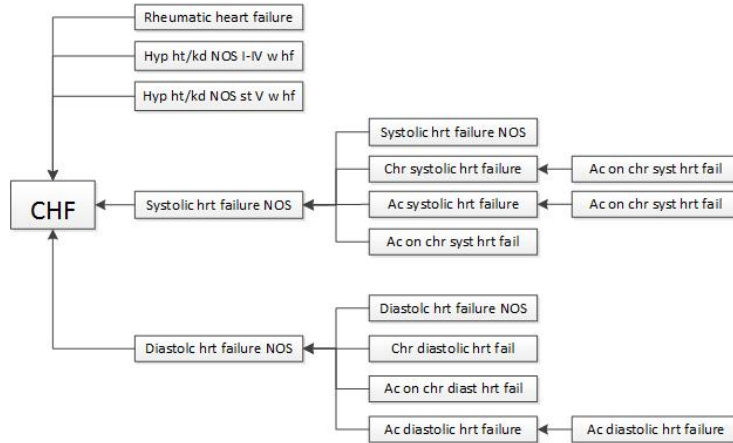 Rheumatic heart failure
Hyp ht/kd NOS I-IV w hf
Hyp ht/kd NOS st V w hf
Systolic hrt failure NOS
Chr systolic hrt failure
Ac on chr syst hrt fail
CHF
Systolic hrt failure NOS
Ac systolic hrt failure
Ac on chr syst hrt fail
Ac on chr syst hrt fail
Diastolc hrt failure NOS
Diastolc hrt failure NOS
Chr diastolic hrt fail
Ac on chr diast hrt fail
Ac diastolic hrt failure
Ac diastolic hrt failure